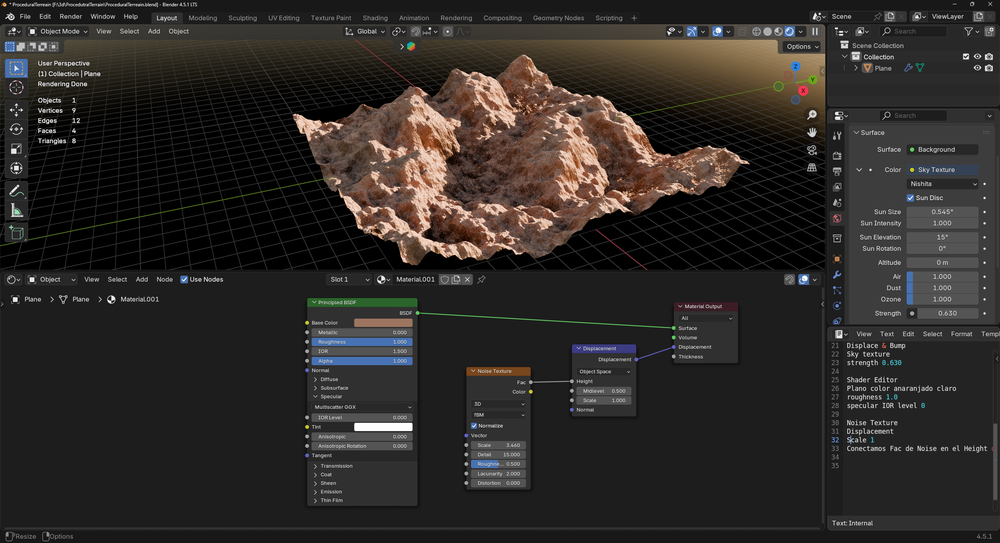 * ProceduralTerreain [F:\3d\ProcedutralTerrain\ProceduralTerreain.blend] - Blender 4.5.1 LTS
File Edit Render Window Help Layout Modeling Sculpting UV Editing Texture Paint Shading Animation Rendering Compositing Geometry Nodes Scripting + Scene ViewLayer
Object Mode View Select Add Object Global
Options
User Perspective
(1) Collection | Plane
Rendering Done
Objects 1
Vertices 9
Edges 12
Faces 4
Triangles 8
Z
Y
X
Search
Scene Collection
Collection
Plane
Search
Surface
Surface Background
Color Sky Texture
Nishita
Sun Disc
Sun Size 0.545°
Sun Intensity 1.000
Sun Elevation 15°
Sun Rotation 0°
Altitude 0 m
Air 1.000
Dust 1.000
Ozone 1.000
Strength 0.630
Object View Select Add Node Use Nodes Slot 1 Material.001
Plane > Plane > Material.001
Principled BSDF
BSDF
Base Color
Metallic 0.000
Roughness 1.000
IOR 1.500
Alpha 1.000
Normal
Diffuse
Subsurface
Specular
Multiscatter GGX
IOR Level 0.000
Tint
Anisotropic 0.000
Anisotropic Rotation 0.000
Tangent
Transmission
Coat
Sheen
Emission
Thin Film
Noise Texture
Fac
Color
3D
fBM
Normalize
Vector
Scale 3.460
Detail 15.000
Roughne... 0.500
Lacunarity 2.000
Distortion 0.000
Displacement
Displacement
Object Space
Height
Midlevel 0.500
Scale 1.000
Normal
Material Output
All
Surface
Volume
Displacement
Thickness
View Text Edit Select Format Templ
21 Displace & Bump
22 Sky texture
23 strength 0.630
24
25 Shader Editor
26 Plano color anaranjado claro
27 roughness 1.0
28 specular IOR level 0
29
30 Noise Texture
31 Displacement
32 Scale 1
33 Conectamos Fac de Noise en el Height
34
35
Text: Internal
Resize Options
4.5.1